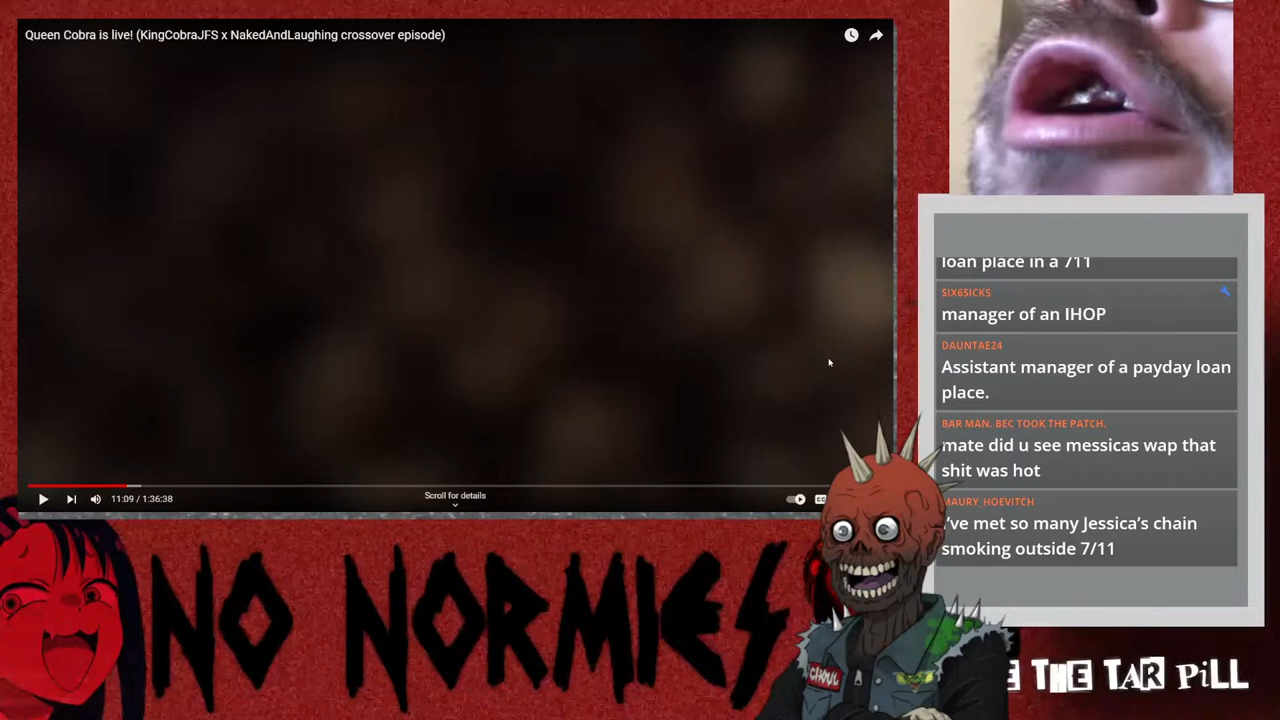 Queen Cobra is live! (KingCobraJFS x NakedAndLaughing crossover episode)
loan place in a 711
SIX6SICKS
manager of an IHOP
DAUNTAE24
Assistant manager of a payday loan
place.
BAR MAN. BEC TOOK THE PATCH.
mate did u see messicas wap that
shit was hot
MAURY_HOEVITCH
I've met so many Jessica's chain
smoking outside 7/11
11:09 / 1:36:38
Scroll for details
CC
NO NORMIES
GHOUL
THE TAR PiLL